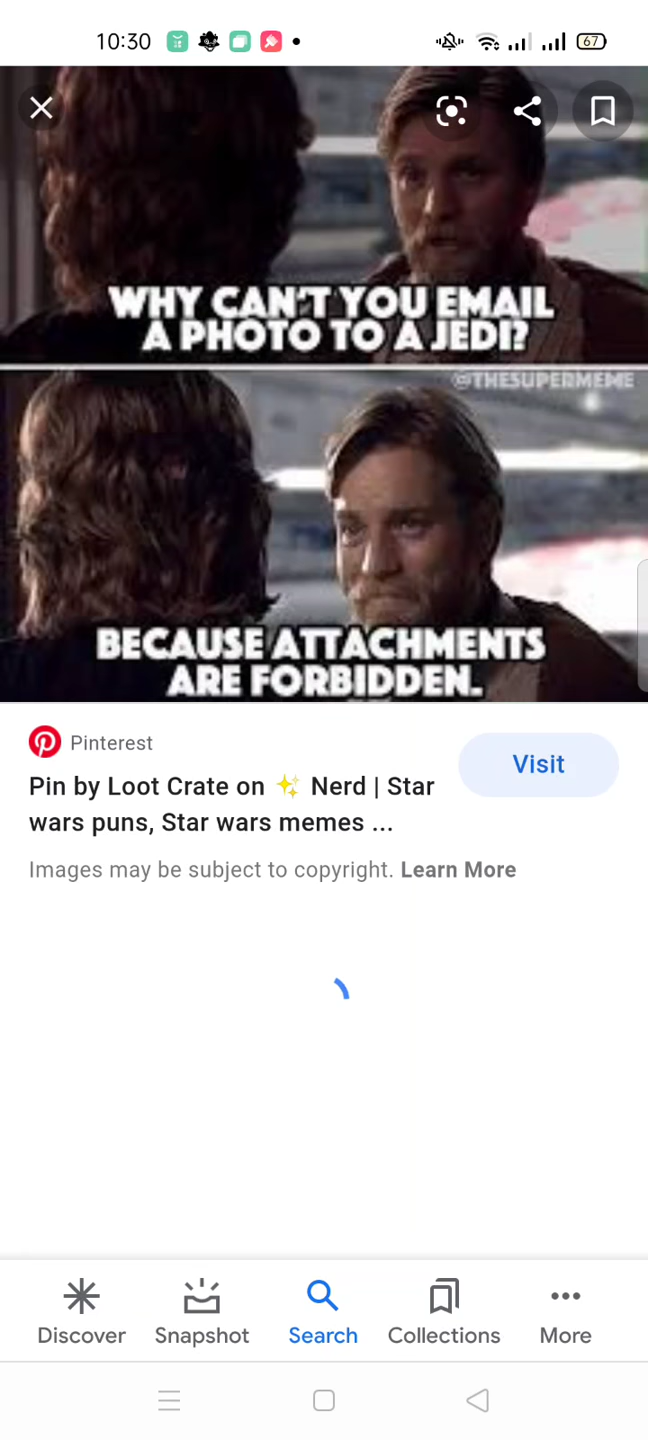 10:30
67
WHY CAN'T YOU EMAIL
A PHOTO TO A JEDI?
@THESUPERMEME
BECAUSE ATTACHMENTS
ARE FORBIDDEN.
Pinterest
Visit
Pin by Loot Crate on ✨ Nerd | Star
wars puns, Star wars memes ...
Images may be subject to copyright. Learn More
Discover
Snapshot
Search
Collections
More